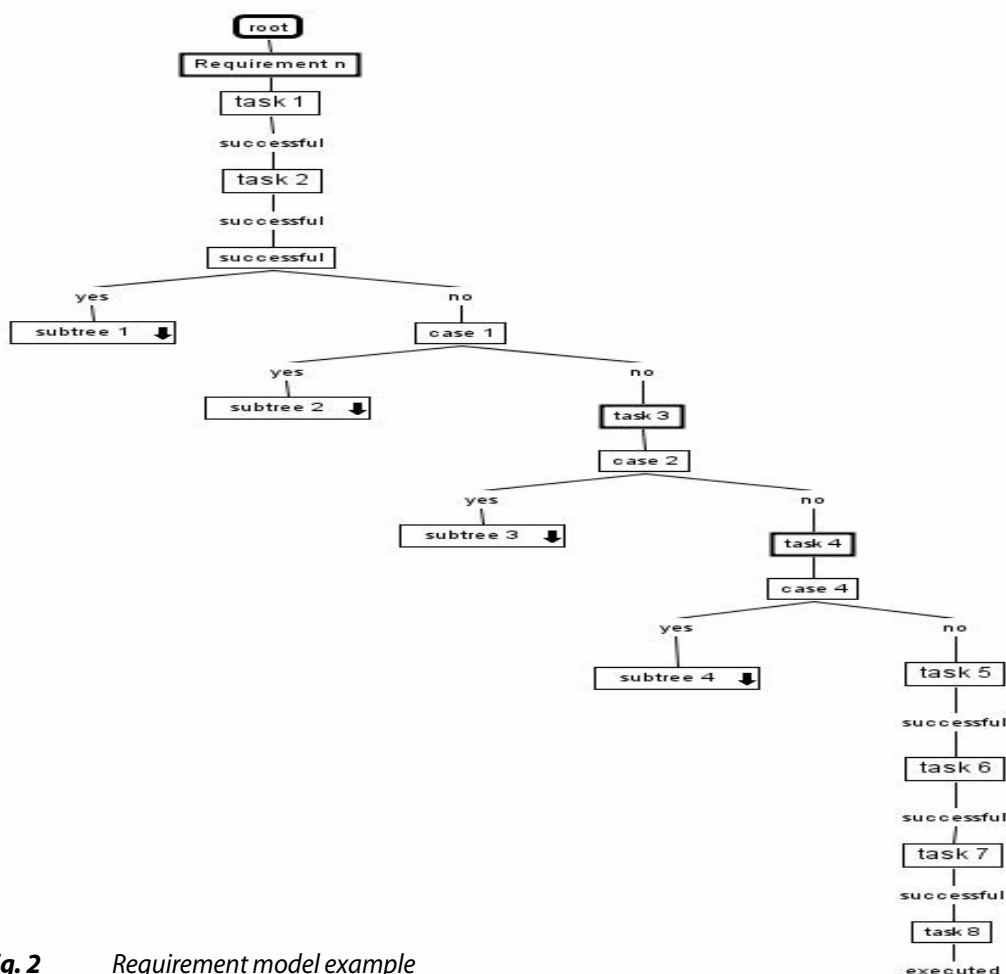 root
Requirement n
task 1
successful
task 2
successful
successful
yes no
subtree 1 case 1
yes no
subtree 2 task 3
case 2
yes no
subtree 3 task 4
case 4
yes no
subtree 4 task 5
successful
task 6
successful
task 7
successful
task 8
executed
ig. 2 Requirement model example